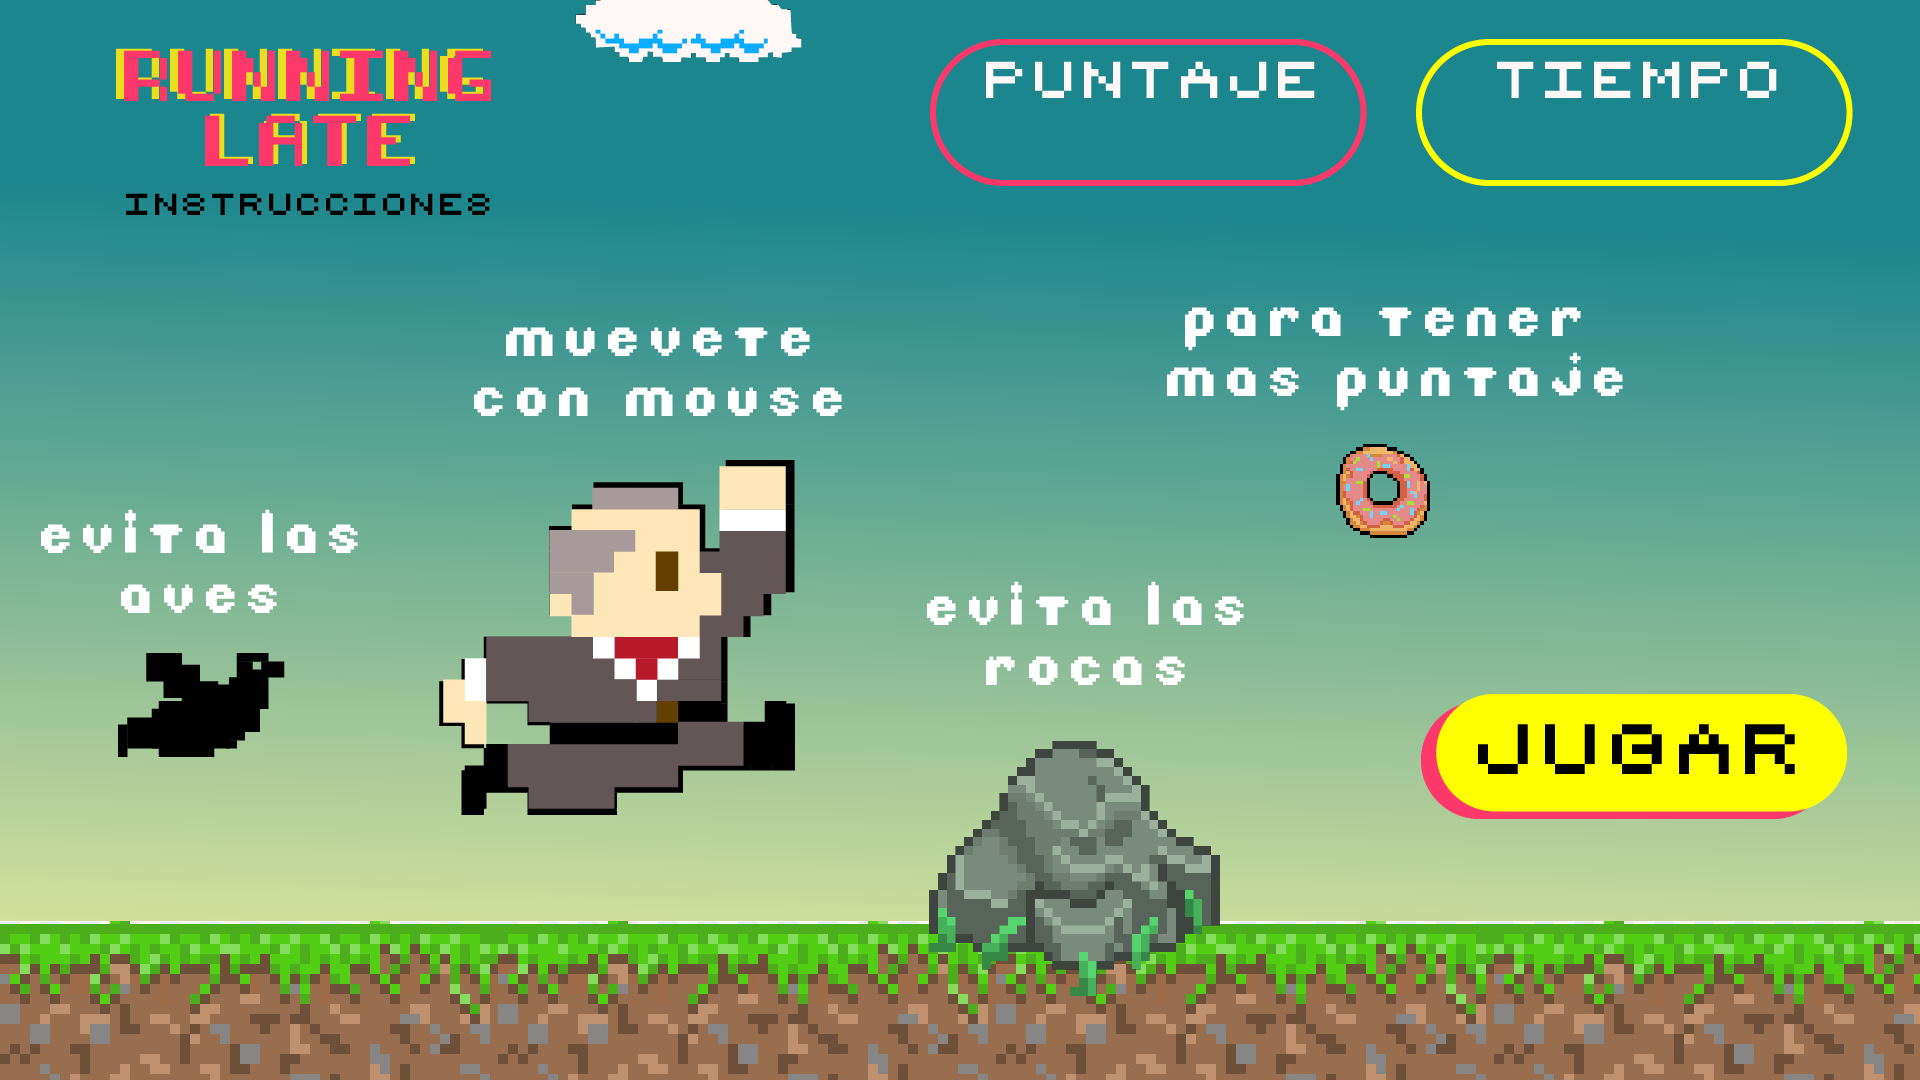 RUNNING
LATE
INSTRUCCIONES
PUNTAJE
TIEMPO
muevete
con mouse
para tener
mas puntaje
evita las
aves
evita las
rocas
JUGAR